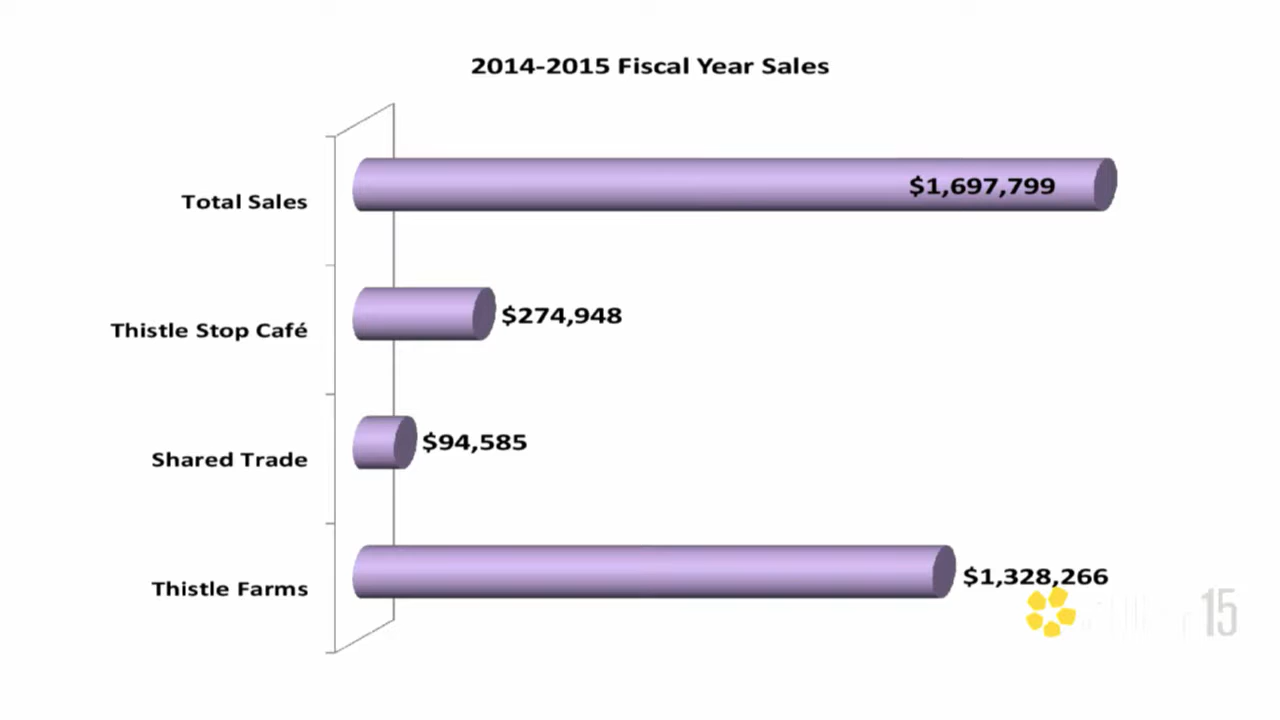 2014-2015 Fiscal Year Sales
Total Sales
$1,697,799
Thistle Stop Café
$274,948
Shared Trade
$94,585
Thistle Farms
$1,328,266
15